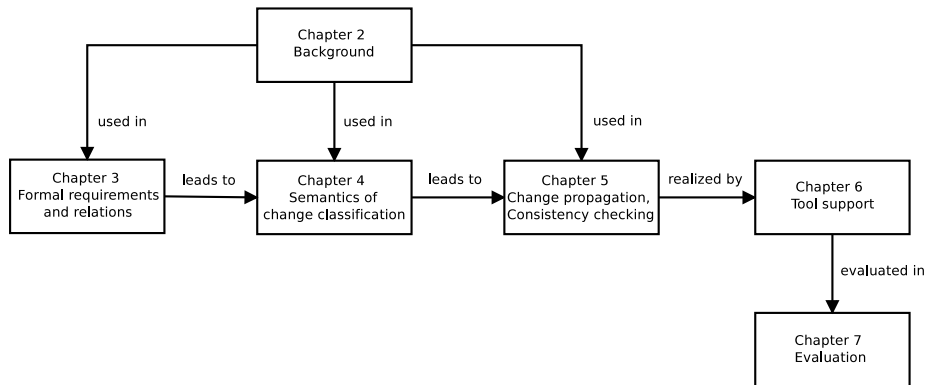 Chapter 2
Background
used in
used in
used in
Chapter 3
Formal requirements
and relations
leads to
Chapter 4
Semantics of
change classification
leads to
Chapter 5
Change propagation,
Consistency checking
realized by
Chapter 6
Tool support
evaluated in
Chapter 7
Evaluation